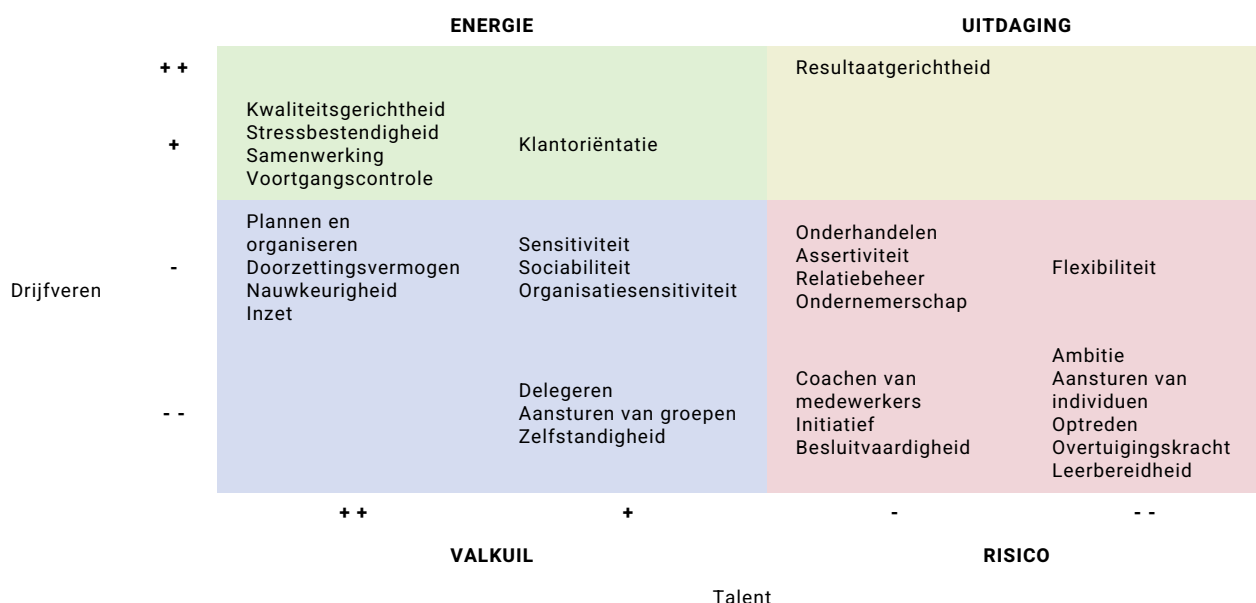 ENERGIE
UITDAGING
+ +
Resultaatgerichtheid
+
Kwaliteitsgerichtheid
Stressbestendigheid
Samenwerking
Voortgangscontrole
Klantoriëntatie
Drijfveren
-
Plannen en
organiseren
Doorzettingsvermogen
Nauwkeurigheid
Inzet
Sensitiviteit
Sociabiliteit
Organisatiesensitiviteit
Onderhandelen
Assertiviteit
Relatiebeheer
Ondernemerschap
Flexibiliteit
- -
Delegeren
Aansturen van groepen
Zelfstandigheid
Coachen van
medewerkers
Initiatief
Besluitvaardigheid
Ambitie
Aansturen van
individuen
Optreden
Overtuigingskracht
Leerbereidheid
+ +
+
-
- -
VALKUIL
RISICO
Talent